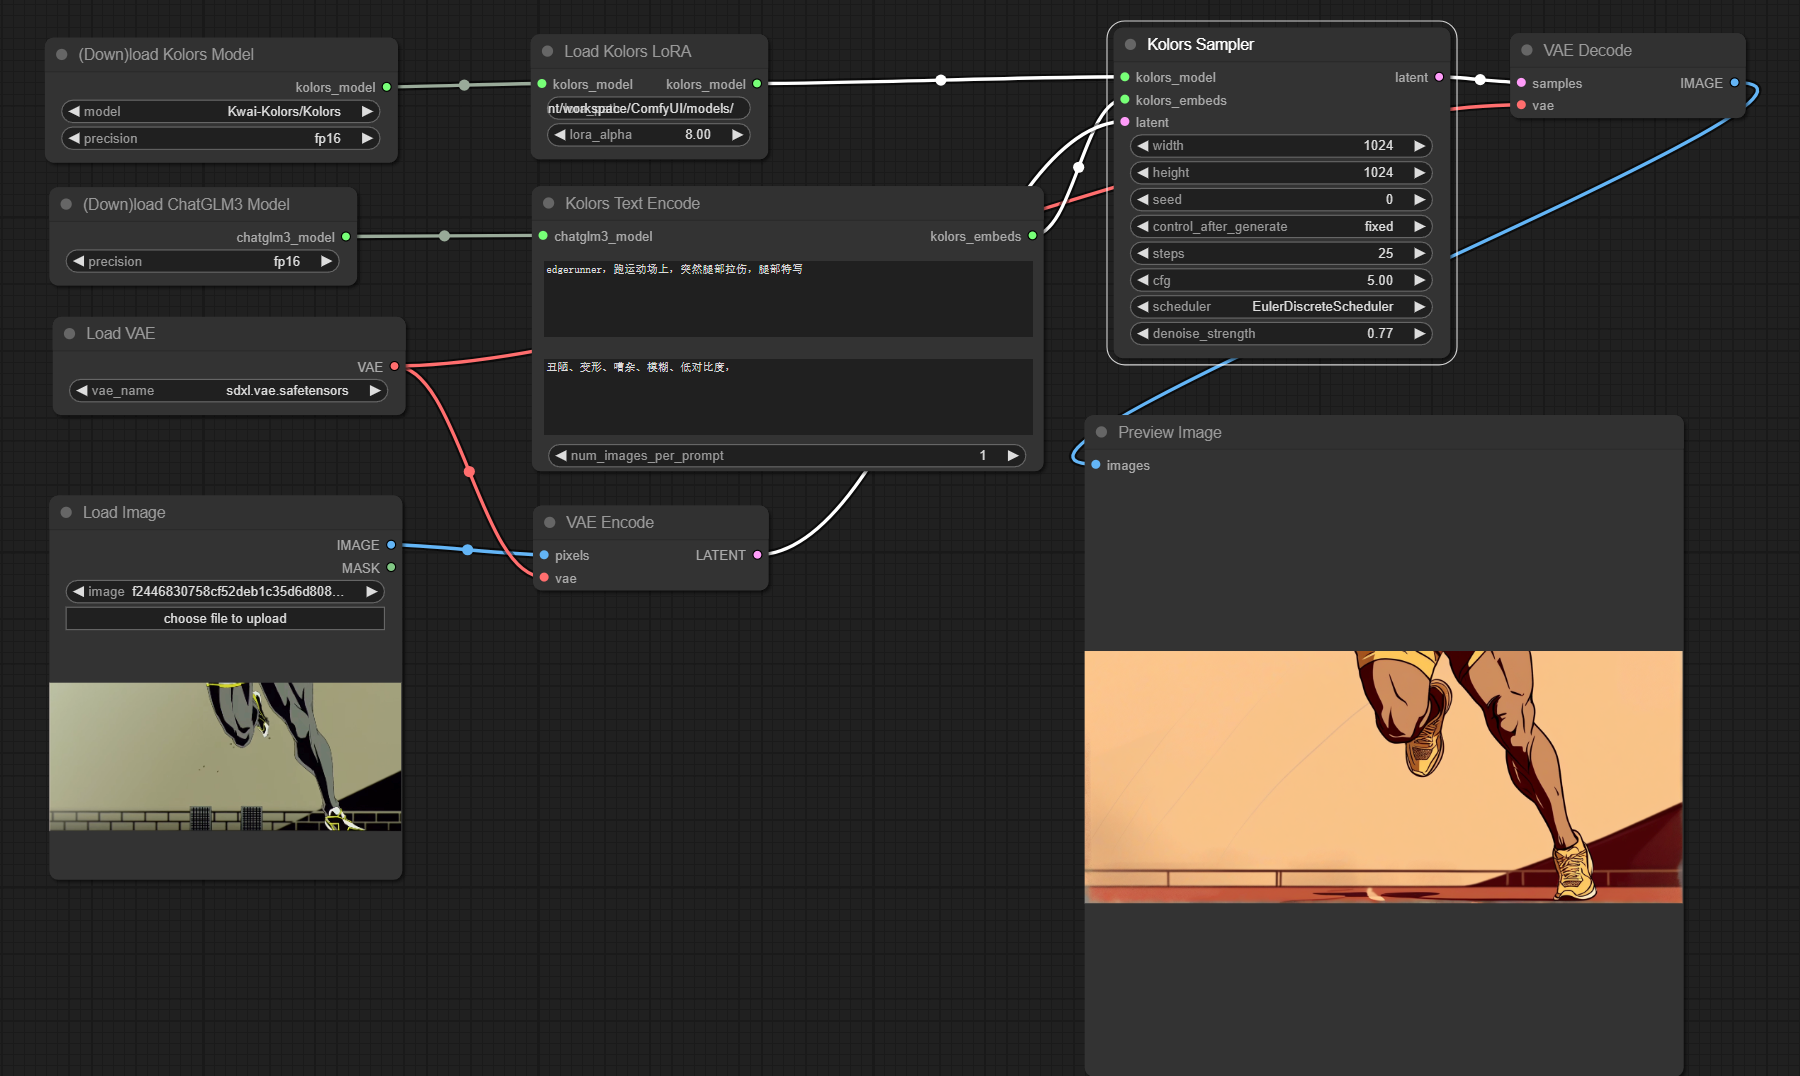 (Down)load Kolors Model
kolors_model
model Kwai-Kolors/Kolors
precision fp16
Load Kolors LoRA
kolors_model kolors_model
nt/workspace/ComfyUI/models/
lora_alpha 8.00
Kolors Sampler
kolors_model latent
kolors_embeds
latent
width 1024
height 1024
seed 0
control_after_generate fixed
steps 25
cfg 5.00
scheduler EulerDiscreteScheduler
denoise_strength 0.77
VAE Decode
samples IMAGE
vae
(Down)load ChatGLM3 Model
chatglm3_model
precision fp16
Kolors Text Encode
chatglm3_model kolors_embeds
edgerunner，跑运动场上，突然腿部拉伤，腿部特写
丑陋、变形、嘈杂、模糊、低对比度，
num_images_per_prompt 1
Load VAE
VAE
vae_name sdxl.vae.safetensors
Load Image
IMAGE
MASK
image f2446830758cf52deb1c35d6d808...
choose file to upload
VAE Encode
pixels LATENT
vae
Preview Image
images